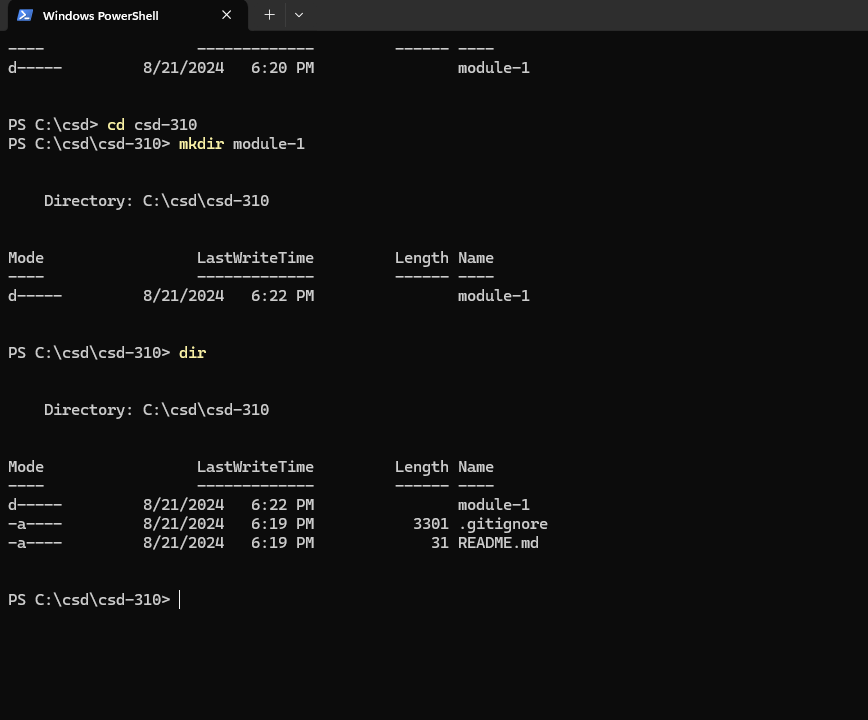 Windows PowerShell
----                 -------------         ------ ----
d-----         8/21/2024   6:20 PM                module-1
PS C:\csd> cd csd-310
PS C:\csd\csd-310> mkdir module-1
    Directory: C:\csd\csd-310
Mode                 LastWriteTime         Length Name
----                 -------------         ------ ----
d-----         8/21/2024   6:22 PM                module-1
PS C:\csd\csd-310> dir
    Directory: C:\csd\csd-310
Mode                 LastWriteTime         Length Name
----                 -------------         ------ ----
d-----         8/21/2024   6:22 PM                module-1
-a----         8/21/2024   6:19 PM           3301 .gitignore
-a----         8/21/2024   6:19 PM             31 README.md
PS C:\csd\csd-310>